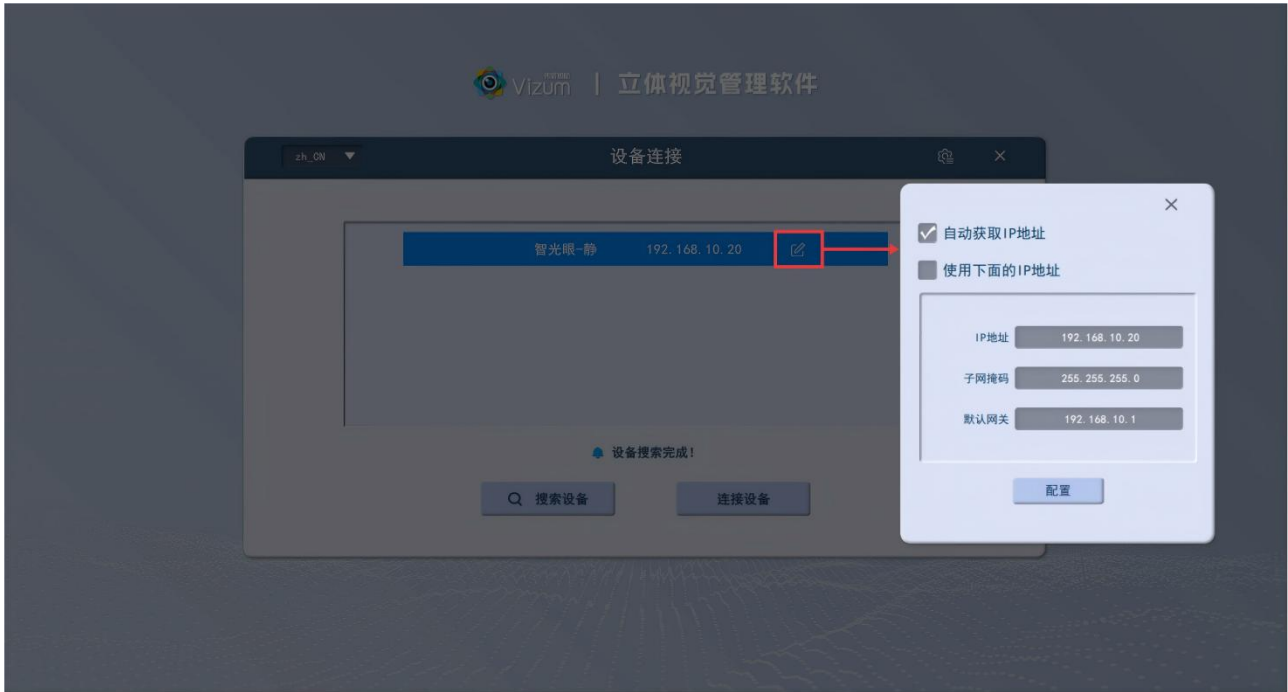 Vizum | 立体视觉管理软件
zh_CN
设备连接
智光眼-静 192.168.10.20
设备搜索完成!
搜索设备
连接设备
自动获取IP地址
使用下面的IP地址
IP地址 192.168.10.20
子网掩码 255.255.255.0
默认网关 192.168.10.1
配置